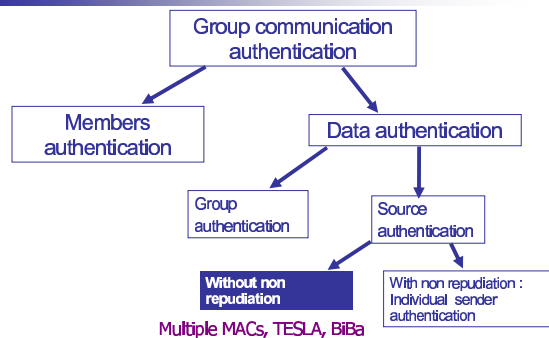 Group communication
authentication
Members
authentication
Data authentication
Group
authentication
Source
authentication
Without non
repudiation
With non repudiation :
Individual sender
authentication
Multiple MACs, TESLA, BiBa